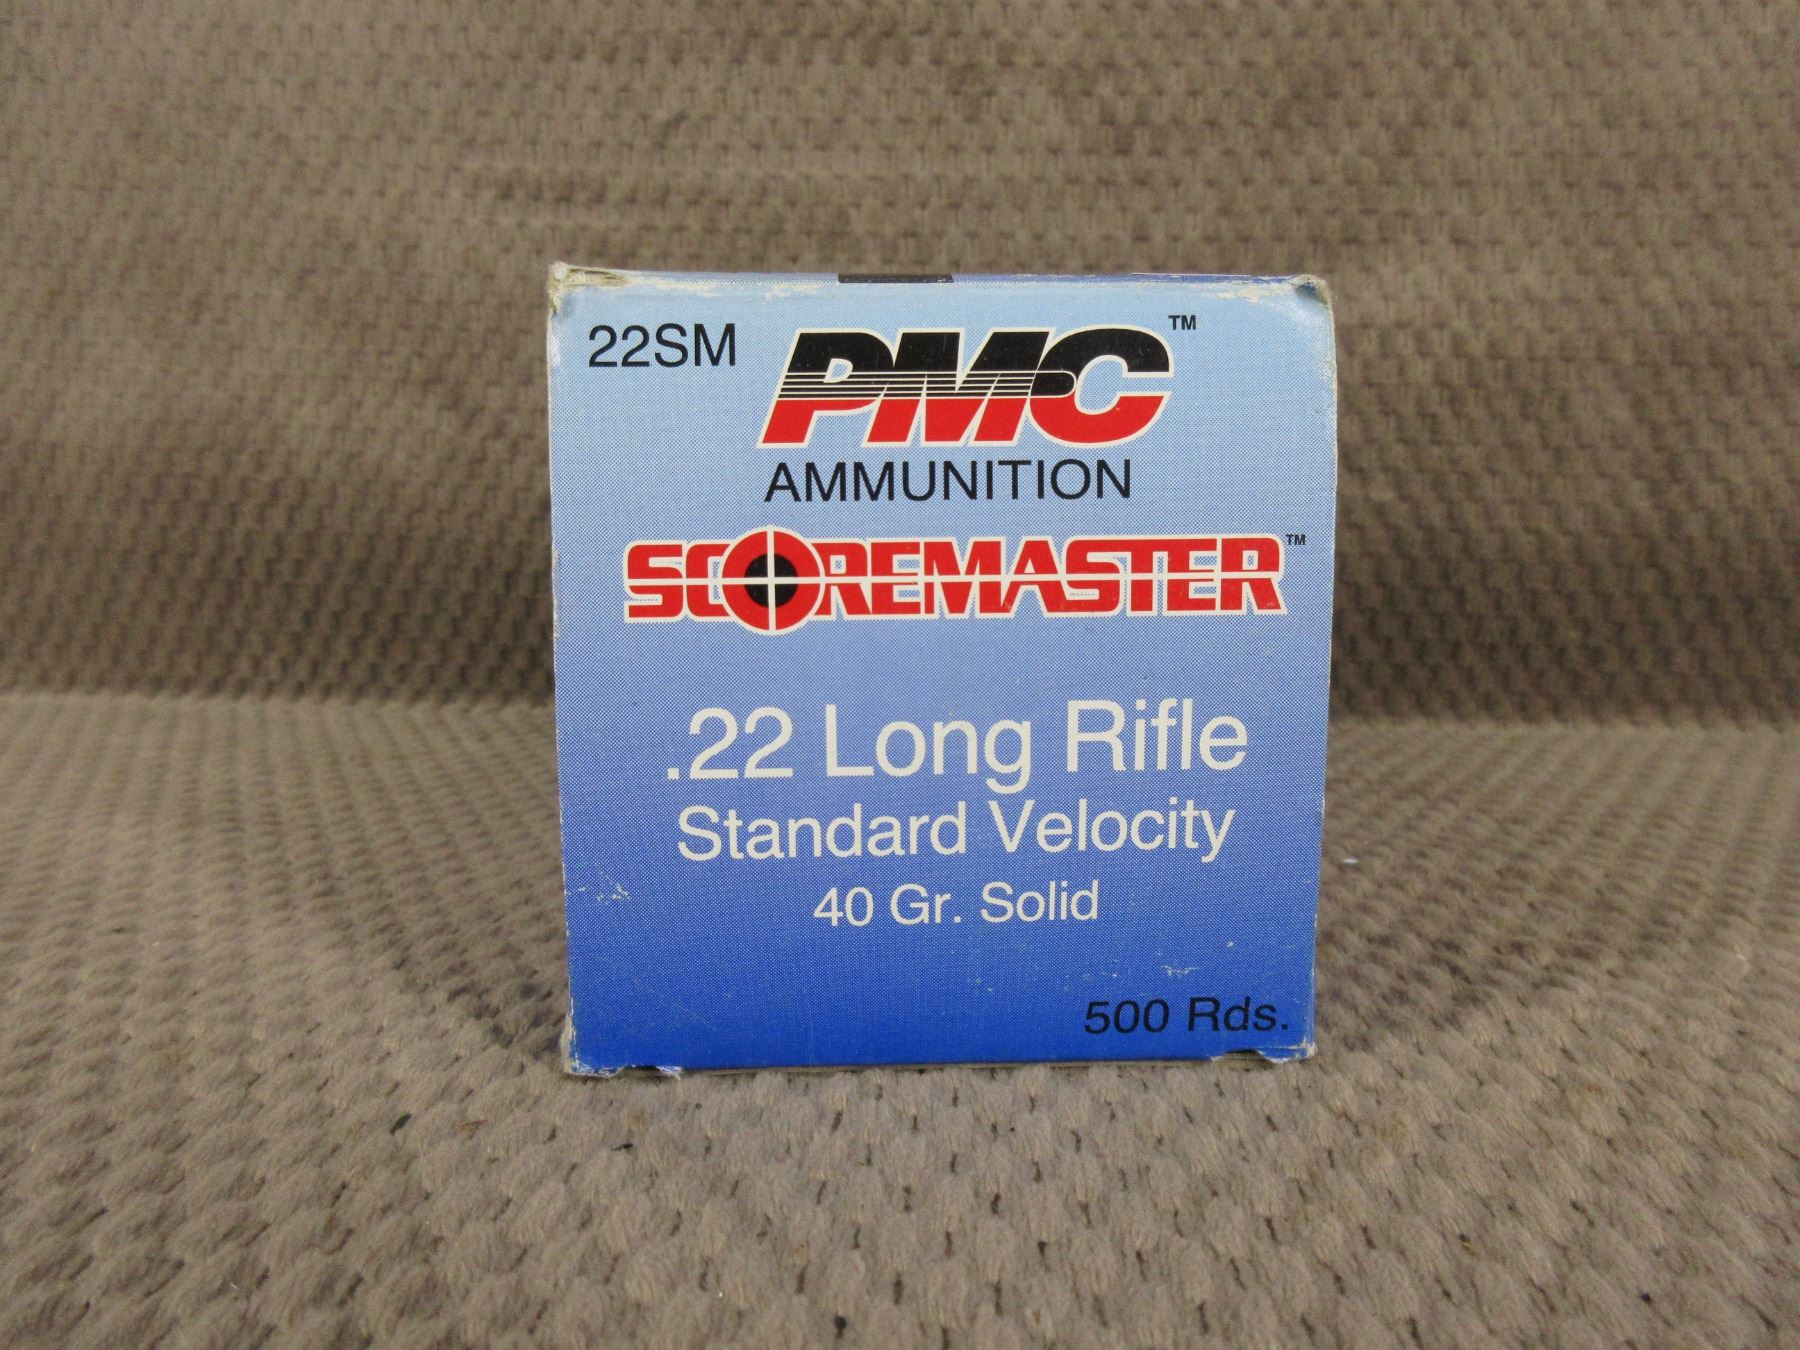 22SM
PMC™
AMMUNITION
SCOREMASTER™
.22 Long Rifle
Standard Velocity
40 Gr. Solid
500 Rds.